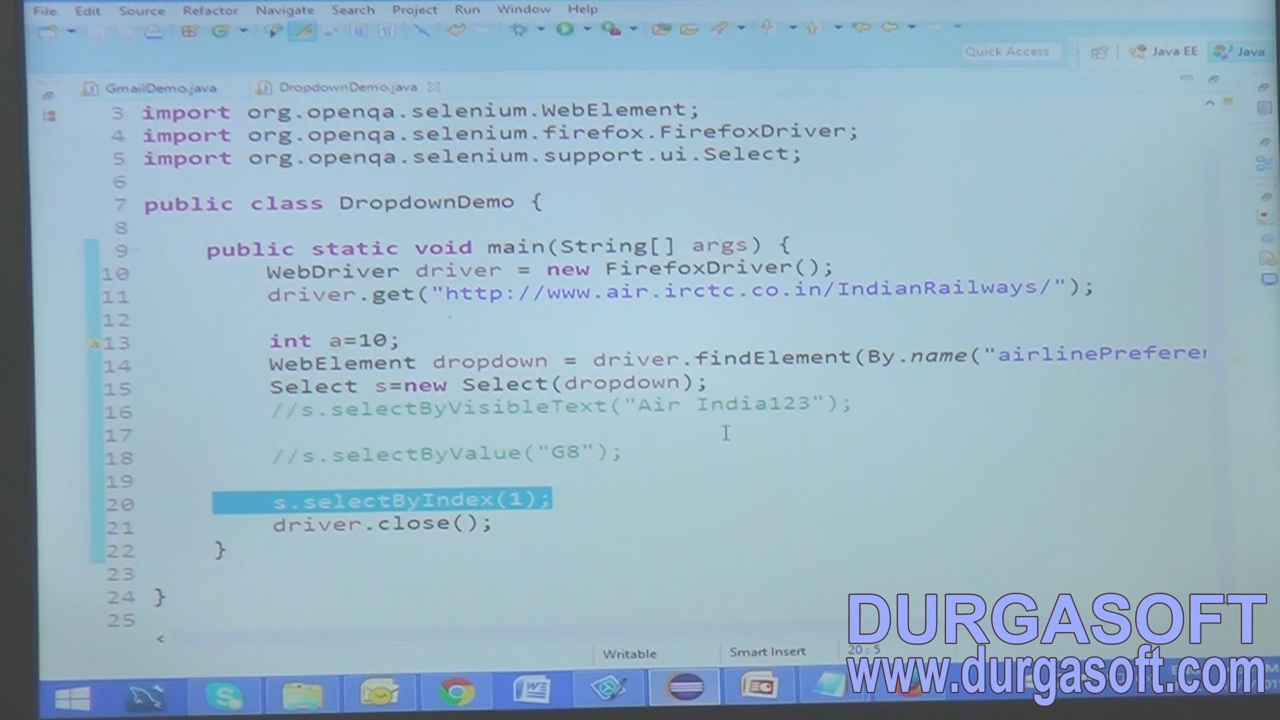 File Edit Source Refactor Navigate Search Project Run Window Help
Quick Access Java EE Java
GmailDemo.java DropdownDemo.java
3 import org.openqa.selenium.WebElement;
4 import org.openqa.selenium.firefox.FirefoxDriver;
5 import org.openqa.selenium.support.ui.Select;
6
7 public class DropdownDemo {
8
9 public static void main(String[] args) {
10 WebDriver driver = new FirefoxDriver();
11 driver.get("http://www.air.irctc.co.in/IndianRailways/");
12
13 int a=10;
14 WebElement dropdown = driver.findElement(By.name("airlinePrefere
15 Select s=new Select(dropdown);
16 //s.selectByVisibleText("Air India123");
17
18 //s.selectByValue("G8");
19
20 s.selectByIndex(1);
21 driver.close();
22 }
23
24 }
25
Writable Smart Insert 20 : 5
DURGASOFT
www.durgasoft.com